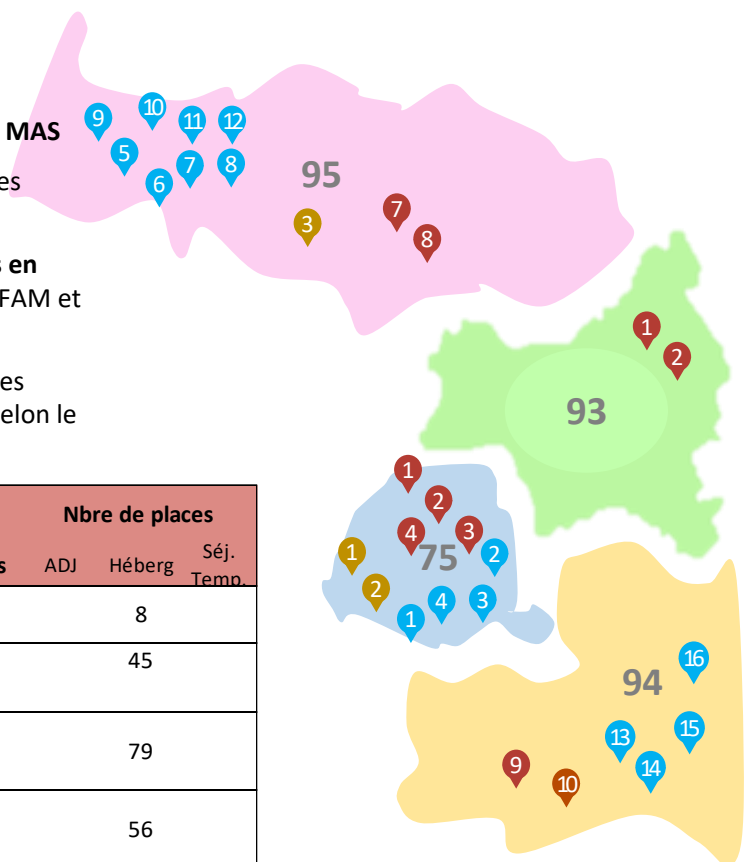 MAS
es
s en
FAM et
es
elon le
Nbre de places
s ADJ Héberg Séj. Temp.
8
45
79
56
9 10 11 12
5 6 7 8
95
3 7 8
1
2
93
1
2
4 3
75
1 2
2
1 4 3
16
94
13 15
14
9 10